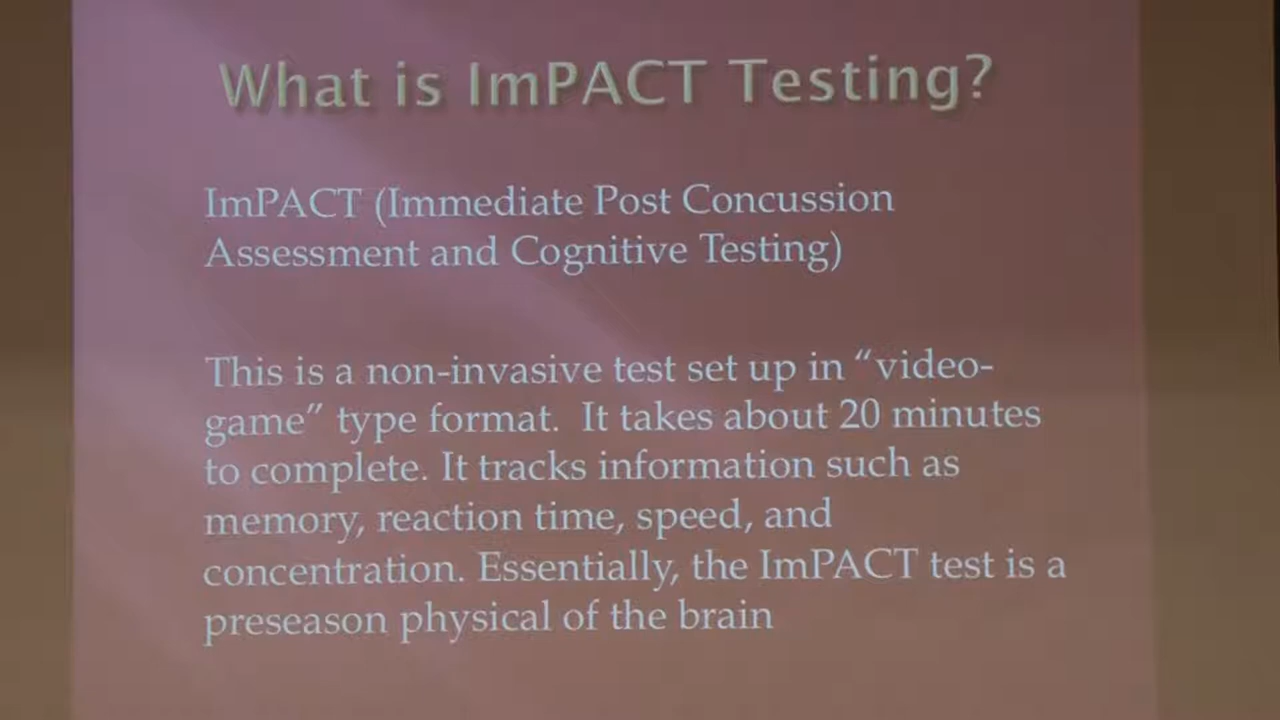 What is ImPACT Testing?
ImPACT (Immediate Post Concussion
Assessment and Cognitive Testing)
This is a non-invasive test set up in “video-
game” type format.  It takes about 20 minutes
to complete. It tracks information such as
memory, reaction time, speed, and
concentration. Essentially, the ImPACT test is a
preseason physical of the brain